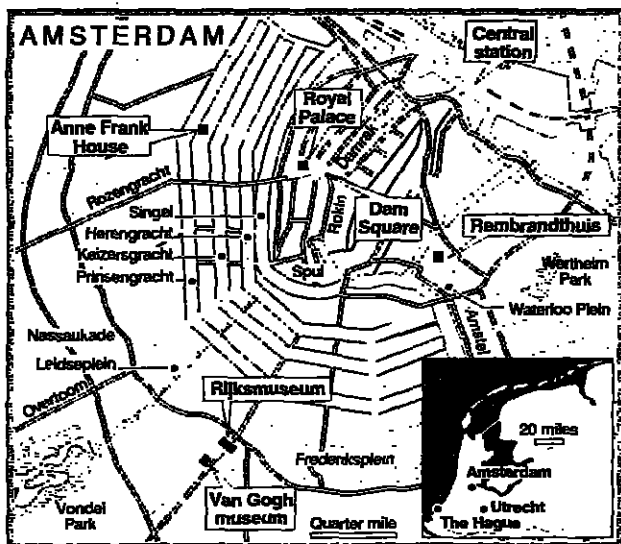 AMSTERDAM
Central
station
Royal
Palace
Anne Frank
House
Damrak
Rozengracht
Singel
Herengracht
Keizersgracht
Prinsengracht
Rokin
Dam
Square
Rembrandthuis
Spui
Wertheim
Park
Waterloo Plein
Amstel
Nassaukade
Leidseplein
Overtoom
Rijksmuseum
Frederiksplein
Vondel
Park
Van Gogh
museum
Quarter mile
20 miles
Amsterdam
Utrecht
The Hague